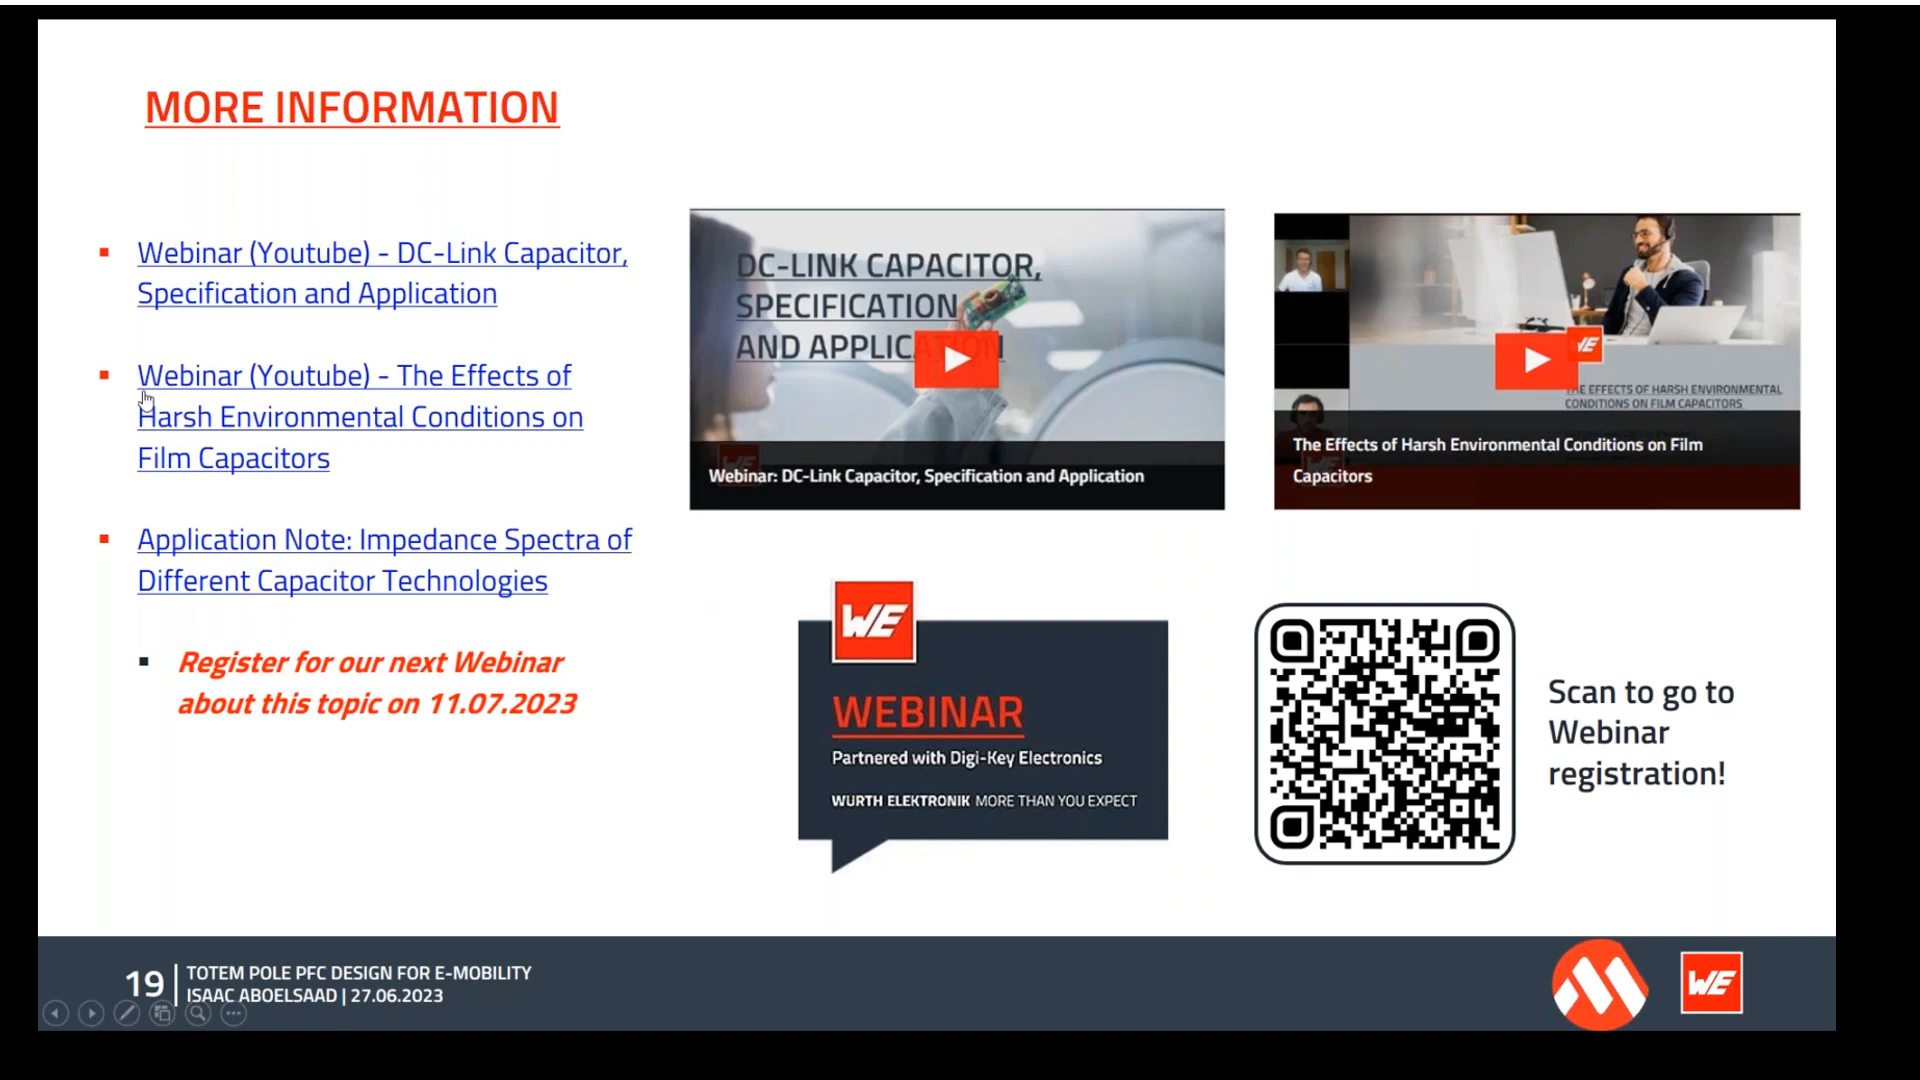 MORE INFORMATION
Webinar (Youtube) - DC-Link Capacitor,
Specification and Application
Webinar (Youtube) - The Effects of
Harsh Environmental Conditions on
Film Capacitors
Application Note: Impedance Spectra of
Different Capacitor Technologies
Register for our next Webinar
about this topic on 11.07.2023
DC-LINK CAPACITOR,
SPECIFICATION
AND APPLICATION
Webinar: DC-Link Capacitor, Specification and Application
WE
THE EFFECTS OF HARSH ENVIRONMENTAL
CONDITIONS ON FILM CAPACITORS
The Effects of Harsh Environmental Conditions on Film
Capacitors
WE
WEBINAR
Partnered with Digi-Key Electronics
WURTH ELEKTRONIK MORE THAN YOU EXPECT
Scan to go to
Webinar
registration!
19
TOTEM POLE PFC DESIGN FOR E-MOBILITY
ISAAC ABOELSAAD | 27.06.2023
WE